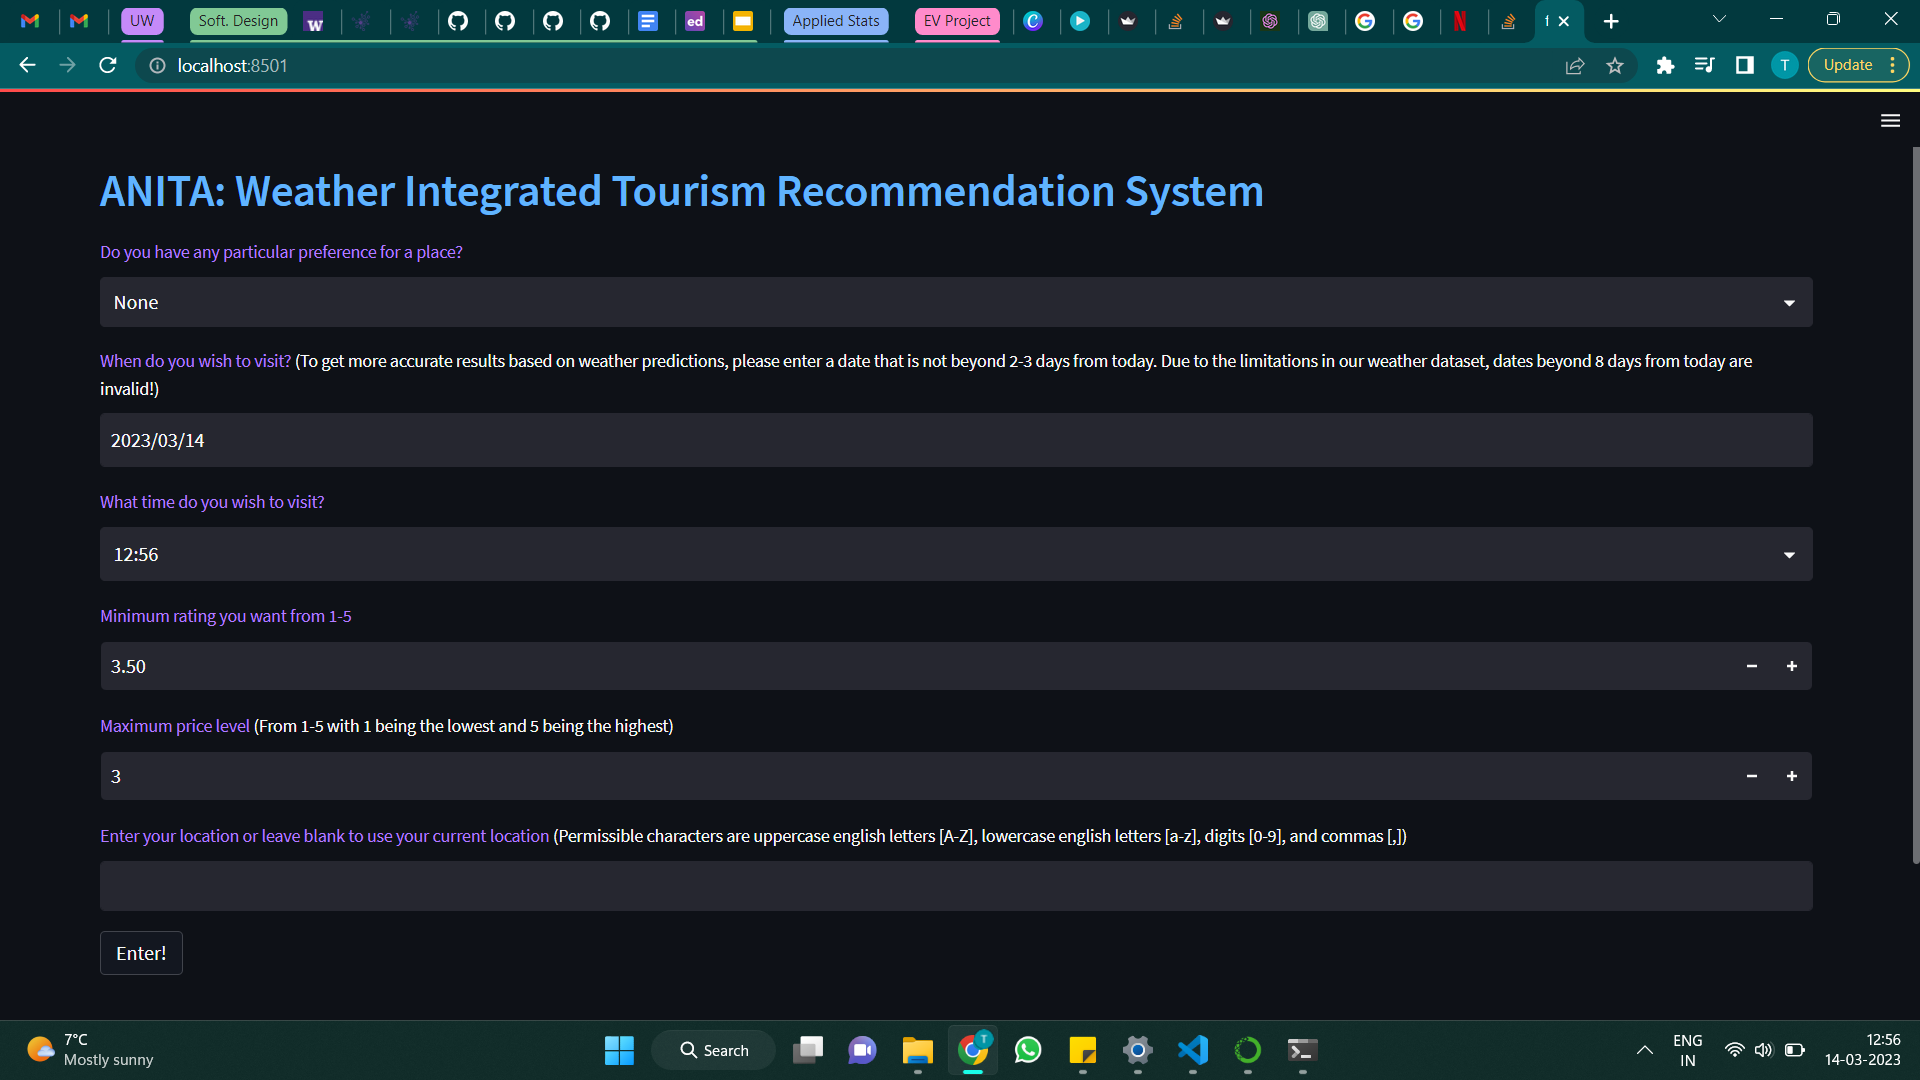 UW
Soft. Design
W
ed
Applied Stats
EV Project
localhost:8501
T
Update
ANITA: Weather Integrated Tourism Recommendation System
Do you have any particular preference for a place?
None
When do you wish to visit? (To get more accurate results based on weather predictions, please enter a date that is not beyond 2-3 days from today. Due to the limitations in our weather dataset, dates beyond 8 days from today are
invalid!)
2023/03/14
What time do you wish to visit?
12:56
Minimum rating you want from 1-5
3.50
Maximum price level (From 1-5 with 1 being the lowest and 5 being the highest)
3
Enter your location or leave blank to use your current location (Permissible characters are uppercase english letters [A-Z], lowercase english letters [a-z], digits [0-9], and commas [,])
Enter!
7°C
Mostly sunny
Search
T
ENG
IN
12:56
14-03-2023